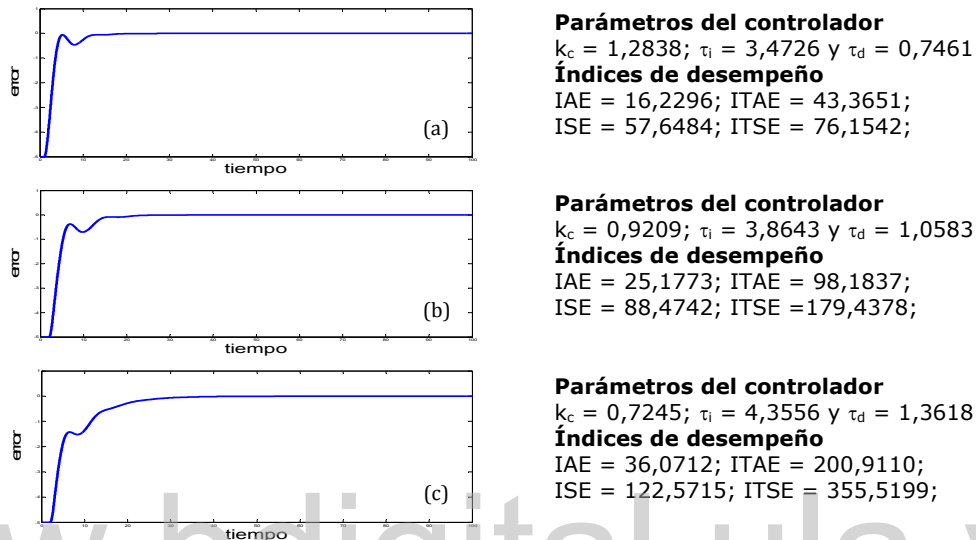 error
(a)
tiempo
Parámetros del controlador
kc = 1,2838; τi = 3,4726 y τd = 0,7461
Índices de desempeño
IAE = 16,2296; ITAE = 43,3651;
ISE = 57,6484; ITSE = 76,1542;
error
(b)
tiempo
Parámetros del controlador
kc = 0,9209; τi = 3,8643 y τd = 1,0583
Índices de desempeño
IAE = 25,1773; ITAE = 98,1837;
ISE = 88,4742; ITSE =179,4378;
error
(c)
tiempo
Parámetros del controlador
kc = 0,7245; τi = 4,3556 y τd = 1,3618
Índices de desempeño
IAE = 36,0712; ITAE = 200,9110;
ISE = 122,5715; ITSE = 355,5199;